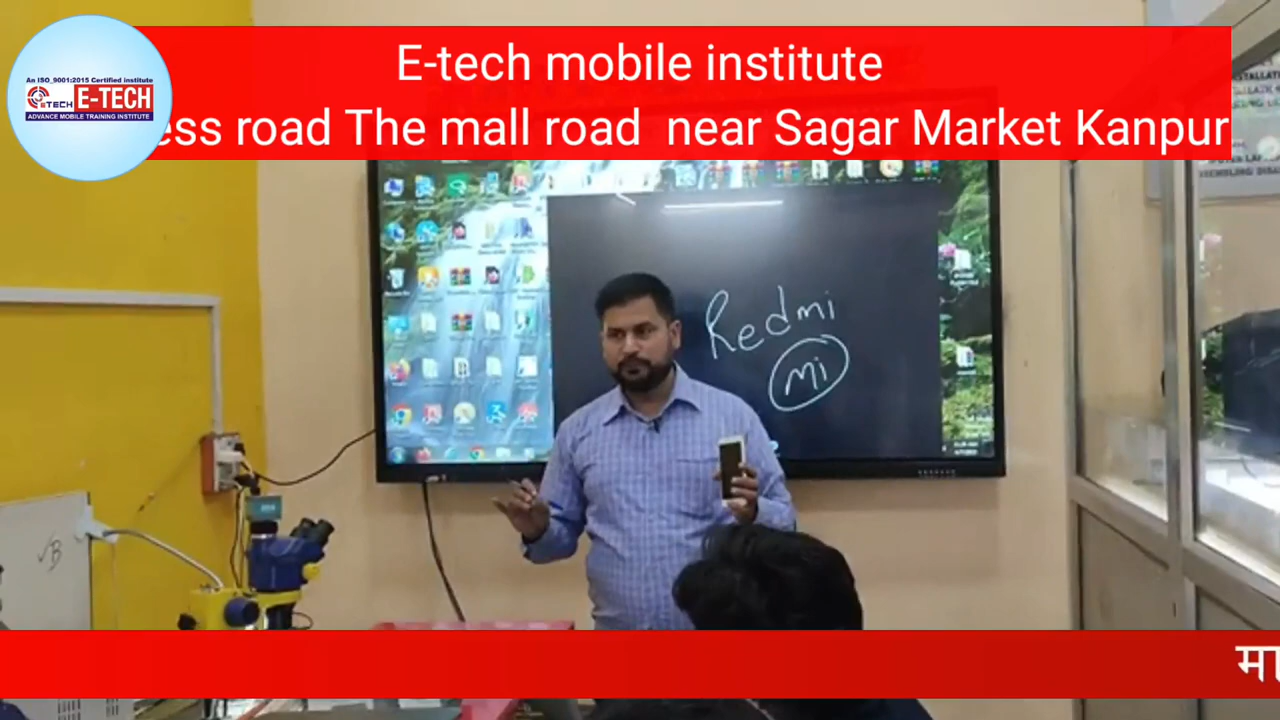 E-tech mobile institute
ess road The mall road near Sagar Market Kanpur
An ISO_9001:2015 Certified institute
eTECH E-TECH
ADVANCE MOBILE TRAINING INSTITUTE
Redmi
mi
B
मा